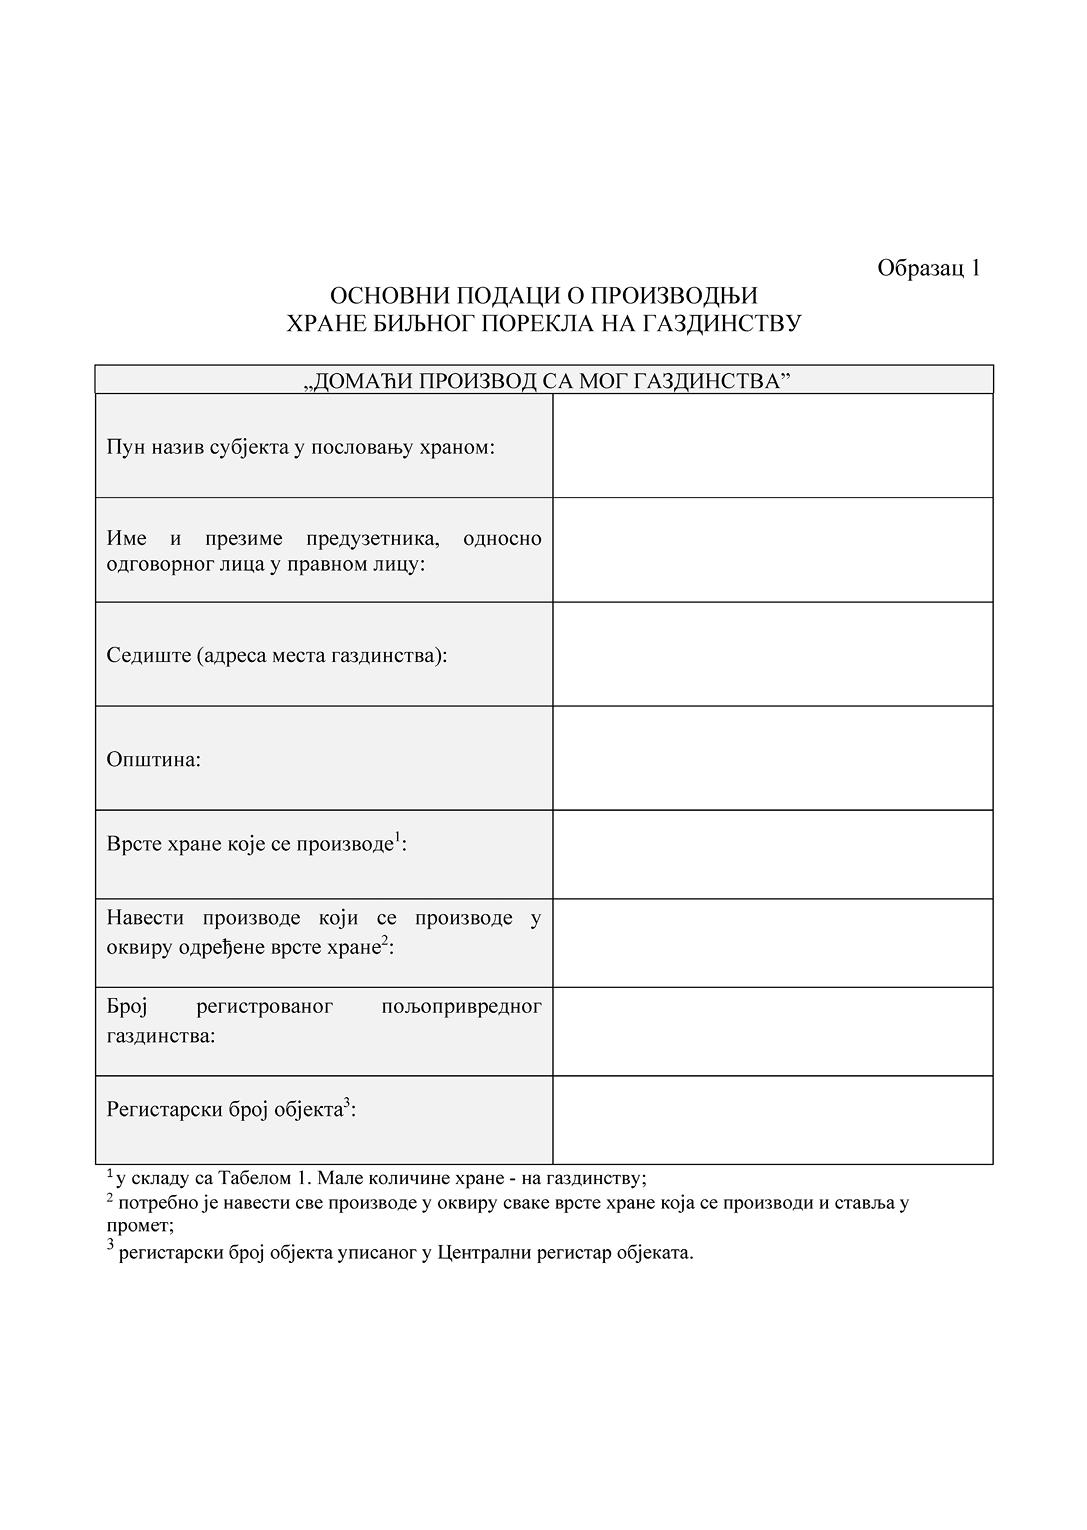 Образац 1
ОСНОВНИ ПОДАЦИ О ПРОИЗВОДЊИ
ХРАНЕ БИЉНОГ ПОРЕКЛА НА ГАЗДИНСТВУ
„ДОМАЋИ ПРОИЗВОД СА МОГ ГАЗДИНСТВА”
Пун назив субјекта у пословању храном:
Име и презиме предузетника, односно
одговорног лица у правном лицу:
Седиште (адреса места газдинства):
Општина:
Врсте хране које се производе¹:
Навести производе који се производе у
оквиру одређене врсте хране²:
Број регистрованог пољопривредног
газдинства:
Регистарски број објекта³:
¹ у складу са Табелом 1. Мале количине хране - на газдинству;
² потребно је навести све производе у оквиру сваке врсте хране која се производи и ставља у
промет;
³ регистарски број објекта уписаног у Централни регистар објеката.